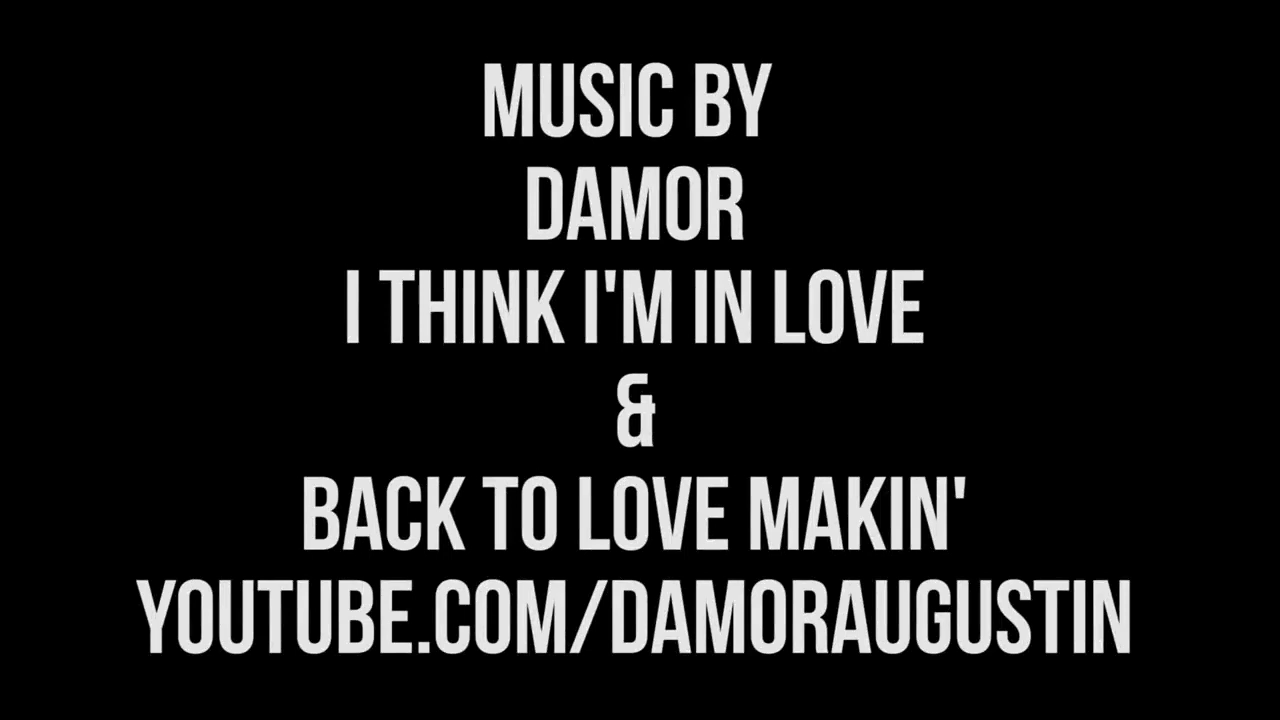 MUSIC BY
DAMOR
I THINK I'M IN LOVE
&
BACK TO LOVE MAKIN'
YOUTUBE.COM/DAMORAUGUSTIN